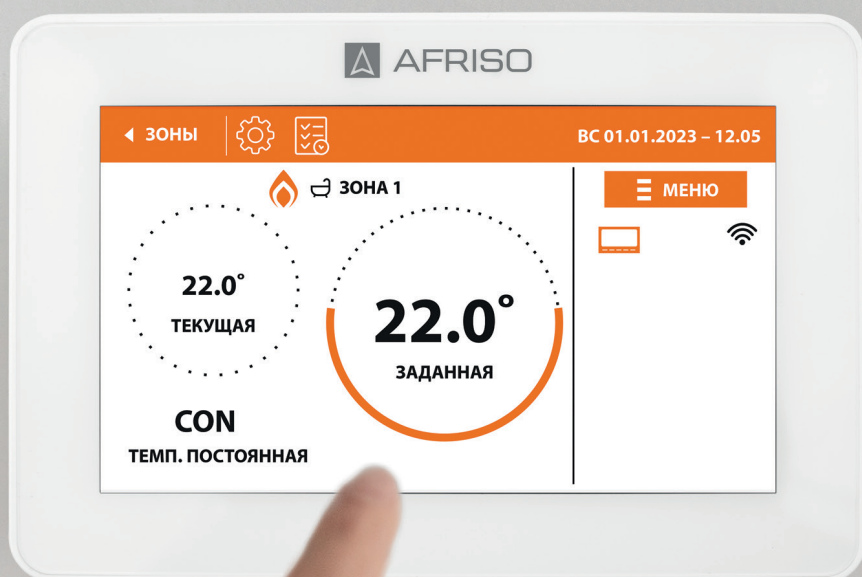 AFRISO
ЗОНЫ
ВС 01.01.2023 – 12.05
ЗОНА 1
МЕНЮ
22.0°
ТЕКУЩАЯ
22.0°
ЗАДАННАЯ
CON
ТЕМП. ПОСТОЯННАЯ